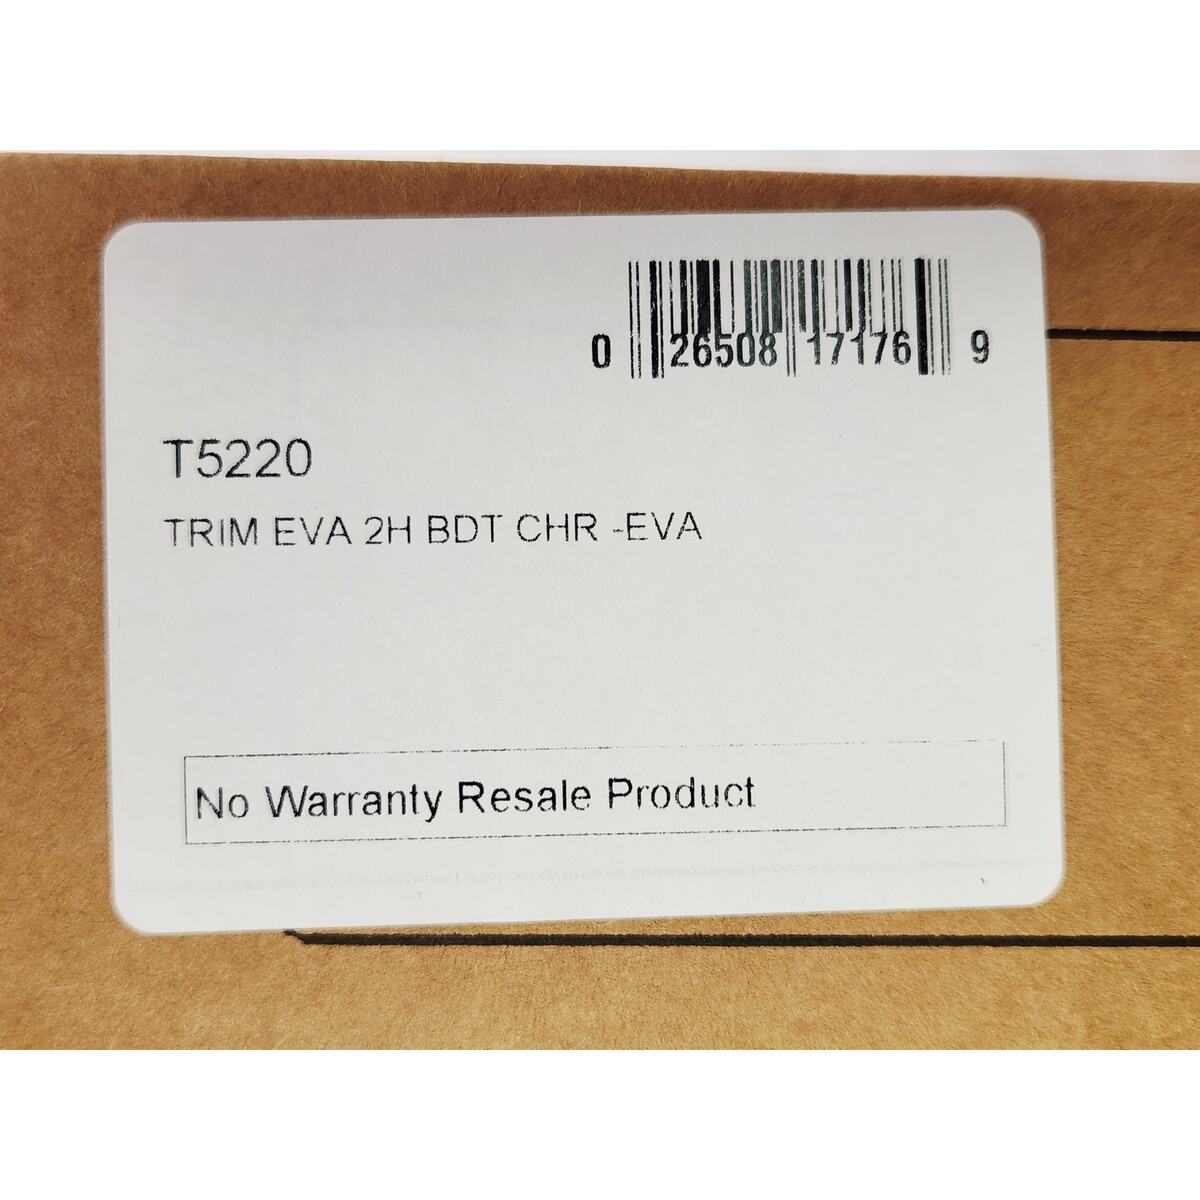 0 26508 17176 9
T5220
TRIM EVA 2H BDT CHR -EVA
No Warranty Resale Product